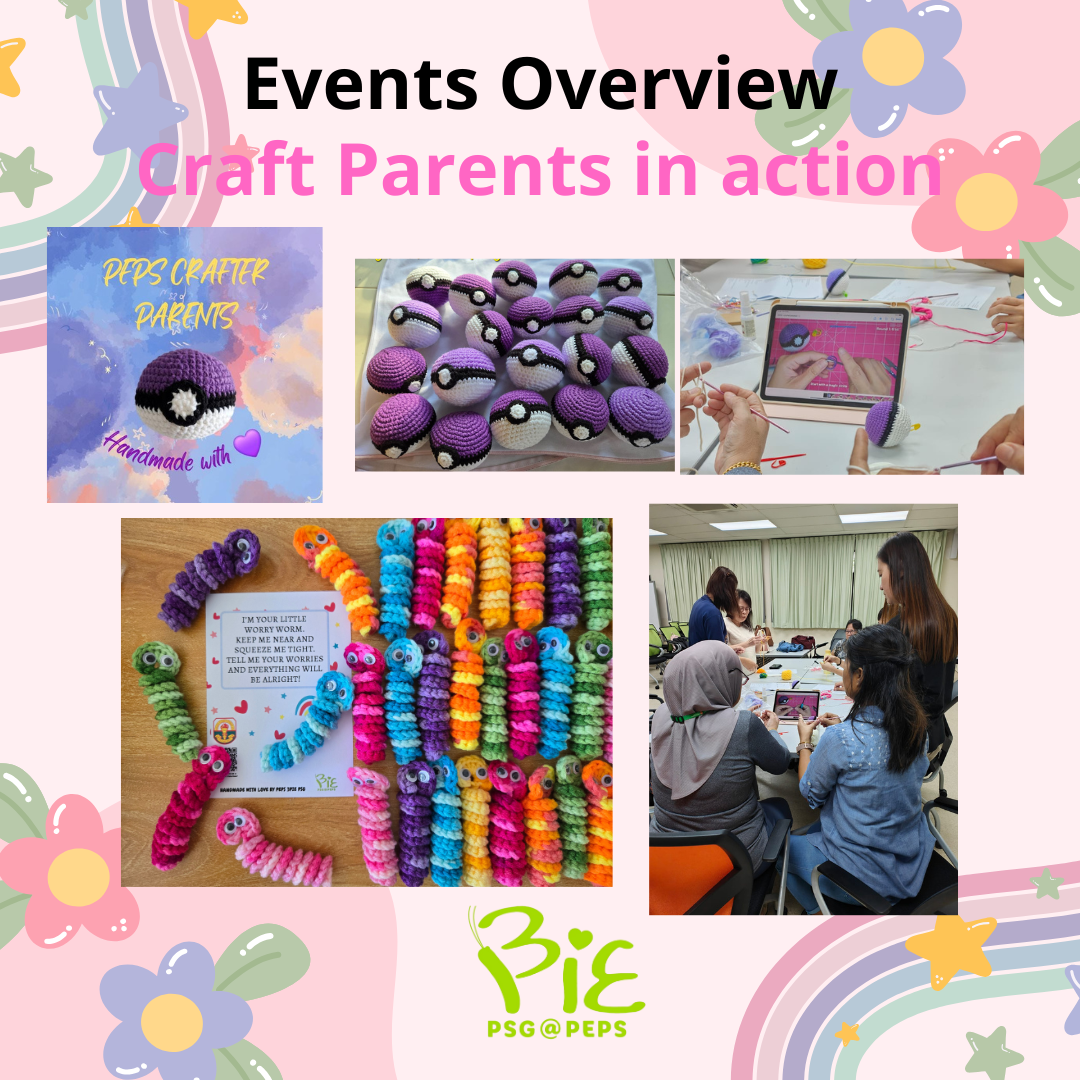 Events Overview
Craft Parents in action
PEPS CRAFTER
PARENTS
Handmade with
I'M YOUR LITTLE
WORRY WORM.
KEEP ME NEAR AND
SQUEEZE ME TIGHT.
TELL ME YOUR WORRIES
AND EVERYTHING WILL
BE ALRIGHT!
HANDMADE WITH LOVE BY PEPS SPIE PSG
BiE
PSG@PEPS